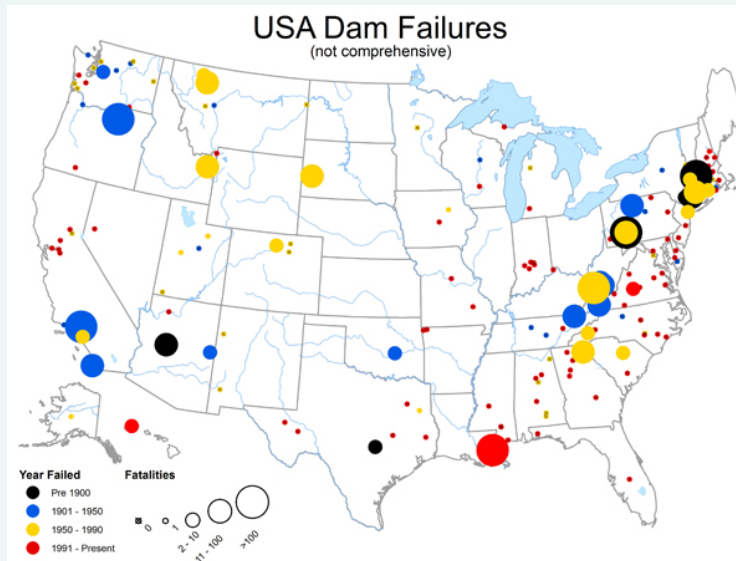 USA Dam Failures
(not comprehensive)
Year Failed
Pre 1900
1901 - 1950
1950 - 1990
1991 - Present
Fatalities
0
1
2 - 10
11 - 100
>100